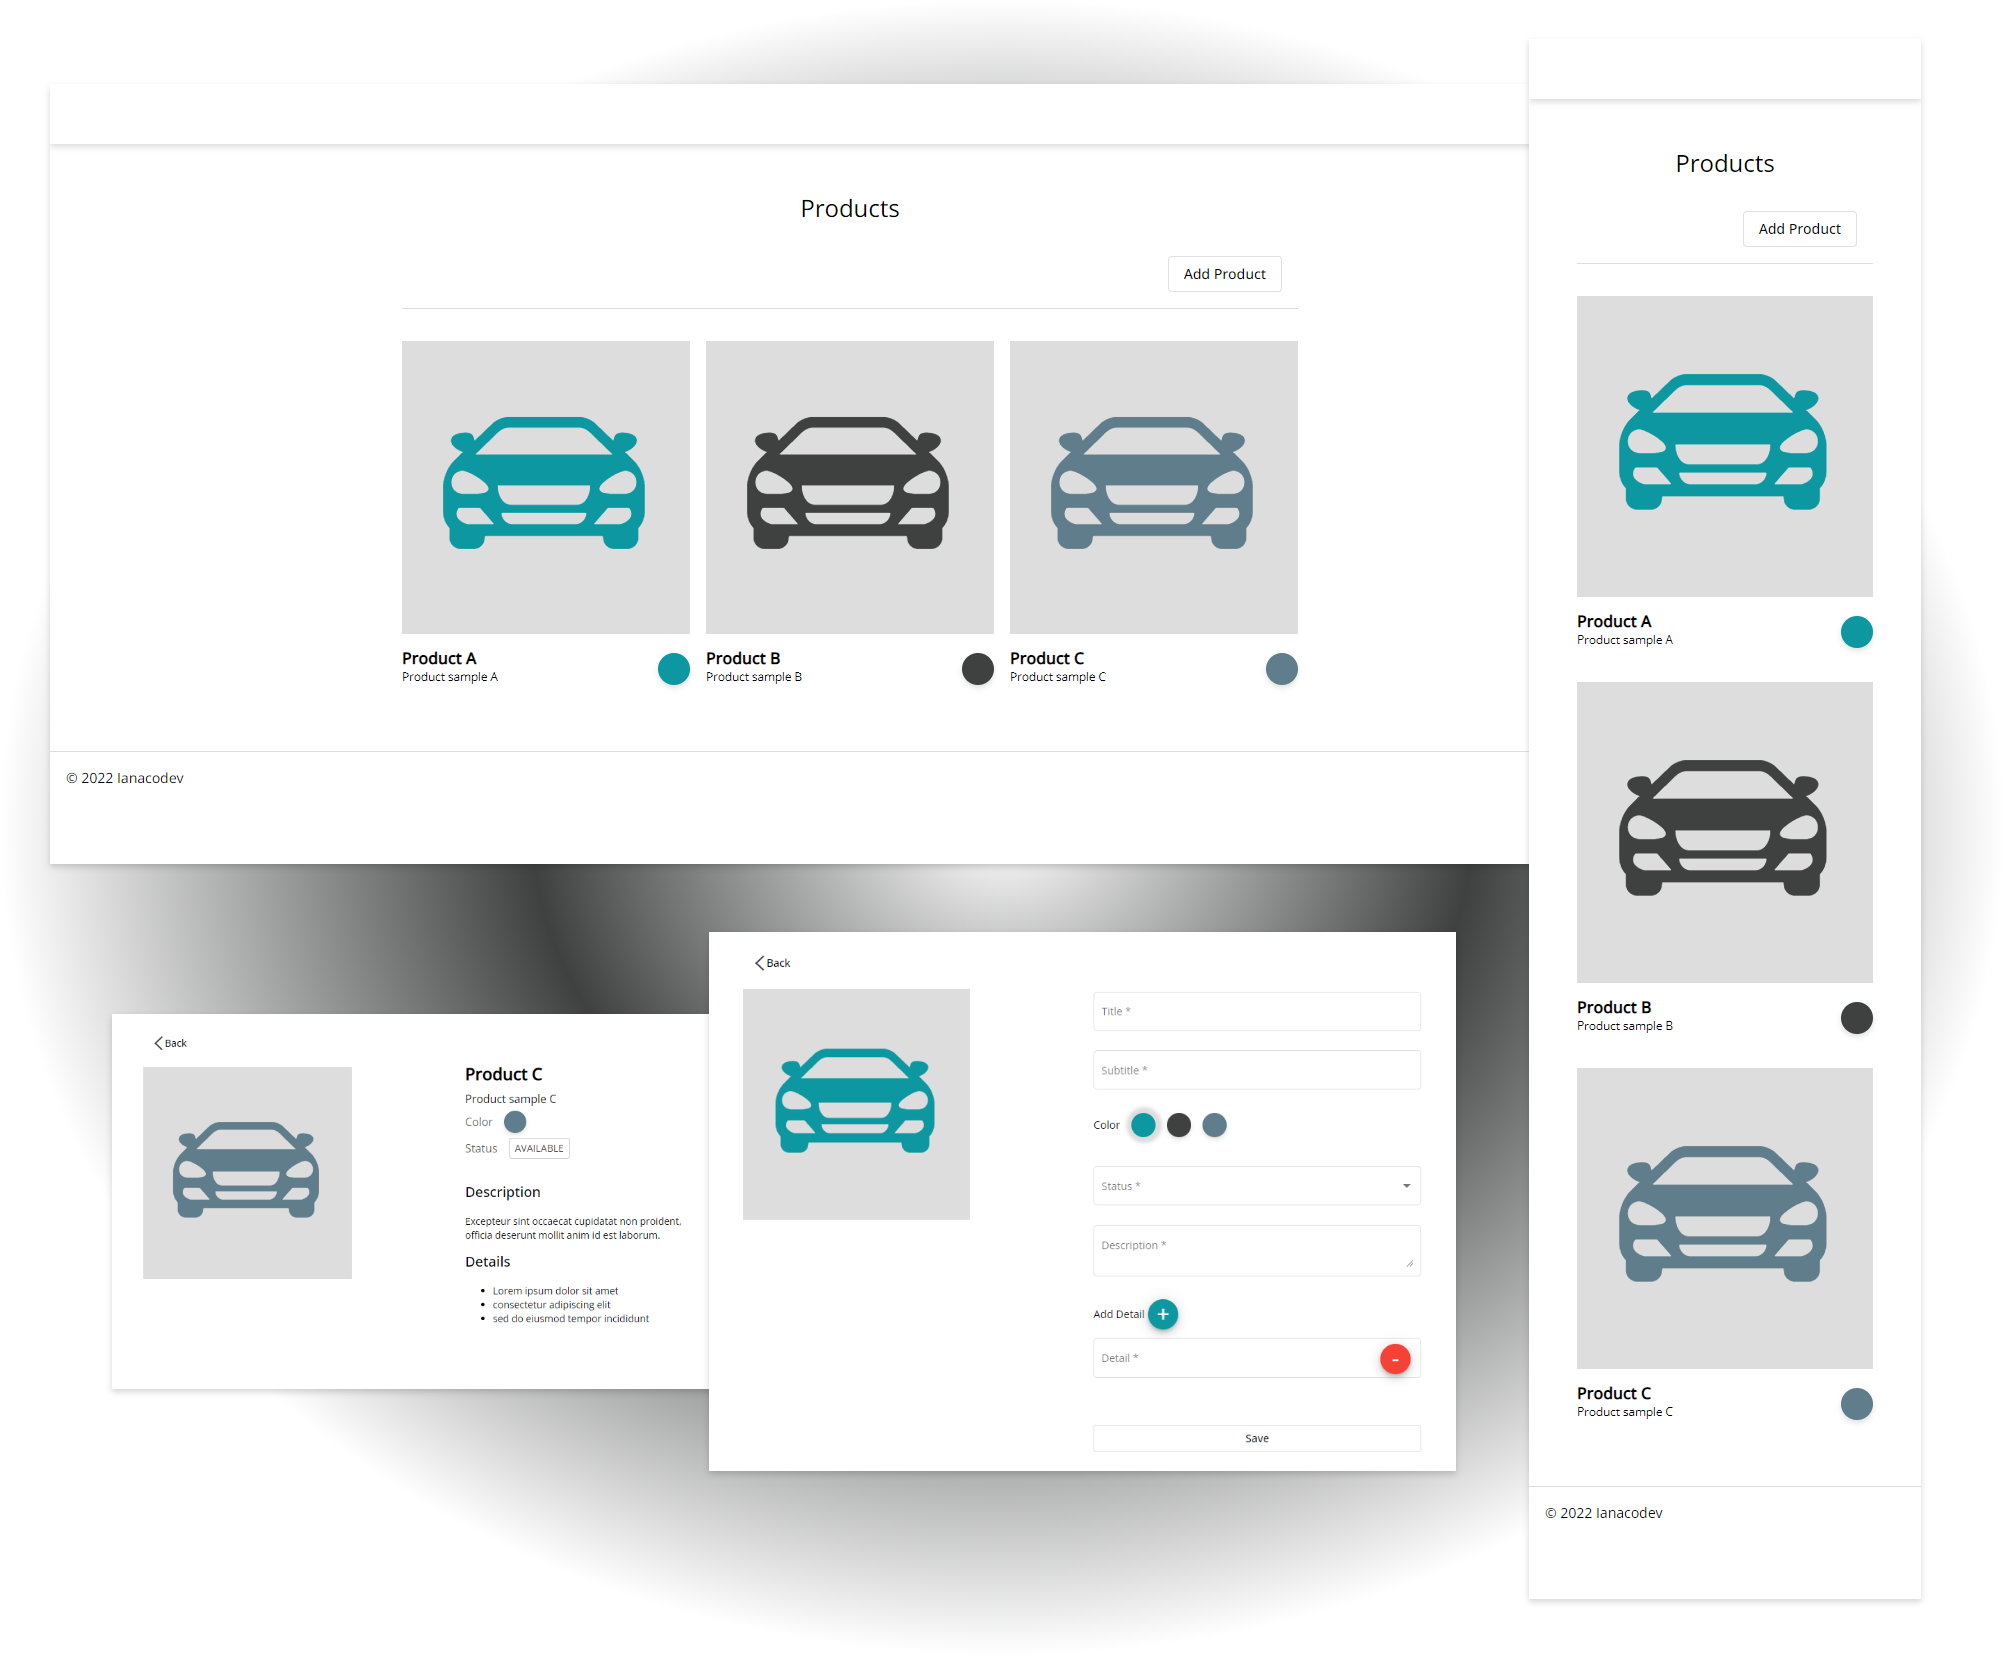 Products
Add Product
Product A
Product sample A
Product B
Product sample B
Product C
Product sample C
© 2022 Ianacodev
Back
Product C
Product sample C
Color
Status AVAILABLE
Description
Excepteur sint occaecat cupidatat non proident,
officia deserunt mollit anim id est laborum.
Details
Lorem ipsum dolor sit amet
consectetur adipiscing elit
sed do eiusmod tempor incididunt
Back
Title *
Subtitle *
Color
Status *
Description *
Add Detail +
Detail * -
Save
Products
Add Product
Product A
Product sample A
Product B
Product sample B
Product C
Product sample C
© 2022 Ianacodev